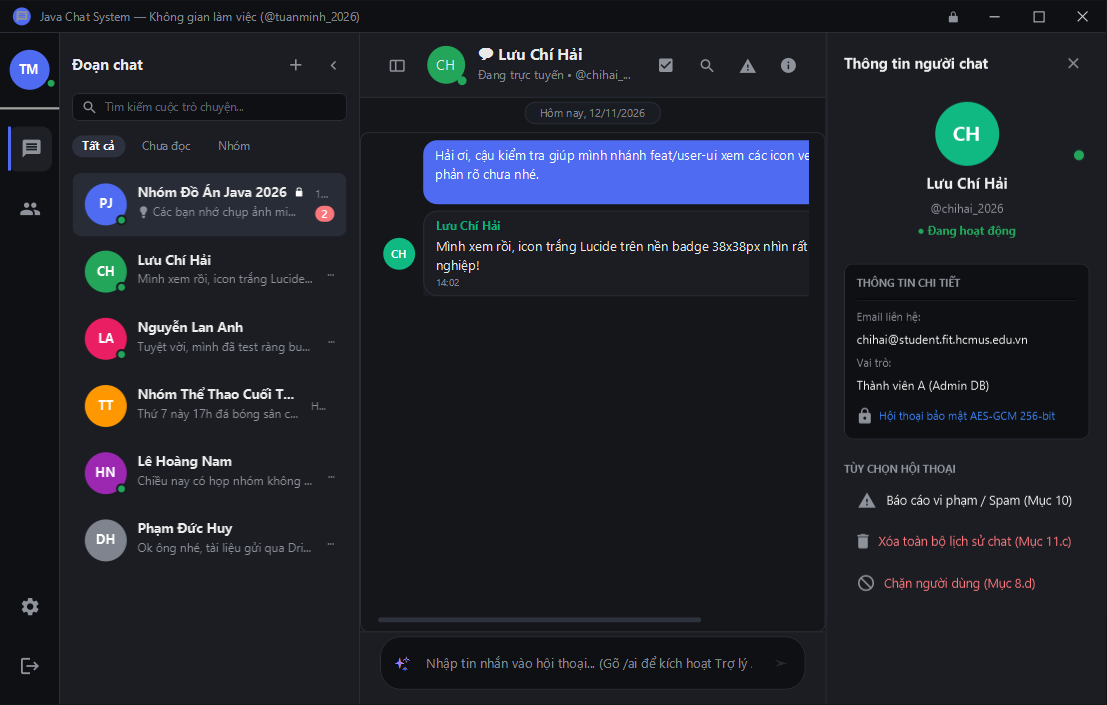 Java Chat System — Không gian làm việc (@tuanminh_2026)
TM
Đoạn chat
Tìm kiếm cuộc trò chuyện...
Tất cả
Chưa đọc
Nhóm
PJ
Nhóm Đồ Án Java 2026
1...
Các bạn nhớ chụp ảnh mi...
2
CH
Lưu Chí Hải
Mình xem rồi, icon trắng Lucide...
...
LA
Nguyễn Lan Anh
Tuyệt vời, mình đã test ràng bu...
...
TT
Nhóm Thể Thao Cuối T...
H...
Thứ 7 này 17h đá bóng sân c...
HN
Lê Hoàng Nam
Chiều nay có họp nhóm không ...
...
DH
Phạm Đức Huy
Ok ông nhé, tài liệu gửi qua Dri...
...
CH
Lưu Chí Hải
Đang trực tuyến • @chihai_...
Hôm nay, 12/11/2026
Hải ơi, cậu kiểm tra giúp mình nhánh feat/user-ui xem các icon ve
phản rõ chưa nhé.
CH
Lưu Chí Hải
Mình xem rồi, icon trắng Lucide trên nền badge 38x38px nhìn rất
nghiệp!
14:02
Nhập tin nhắn vào hội thoại... (Gõ /ai để kích hoạt Trợ lý .
Thông tin người chat
CH
Lưu Chí Hải
@chihai_2026
• Đang hoạt động
THÔNG TIN CHI TIẾT
Email liên hệ:
chihai@student.fit.hcmus.edu.vn
Vai trò:
Thành viên A (Admin DB)
Hội thoại bảo mật AES-GCM 256-bit
TÙY CHỌN HỘI THOẠI
Báo cáo vi phạm / Spam (Mục 10)
Xóa toàn bộ lịch sử chat (Mục 11.c)
Chặn người dùng (Mục 8.d)